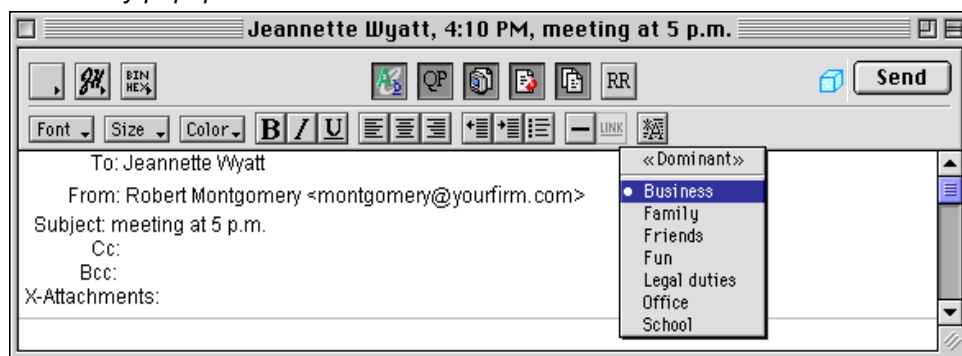 Jeannette Wyatt, 4:10 PM, meeting at 5 p.m.
BIN HEX QP RR Send
Font Size Color B I U LINK
To: Jeannette Wyatt
From: Robert Montgomery <montgomery@yourfirm.com>
Subject: meeting at 5 p.m.
Cc:
Bcc:
X-Attachments:
«Dominant»
Business
Family
Friends
Fun
Legal duties
Office
School